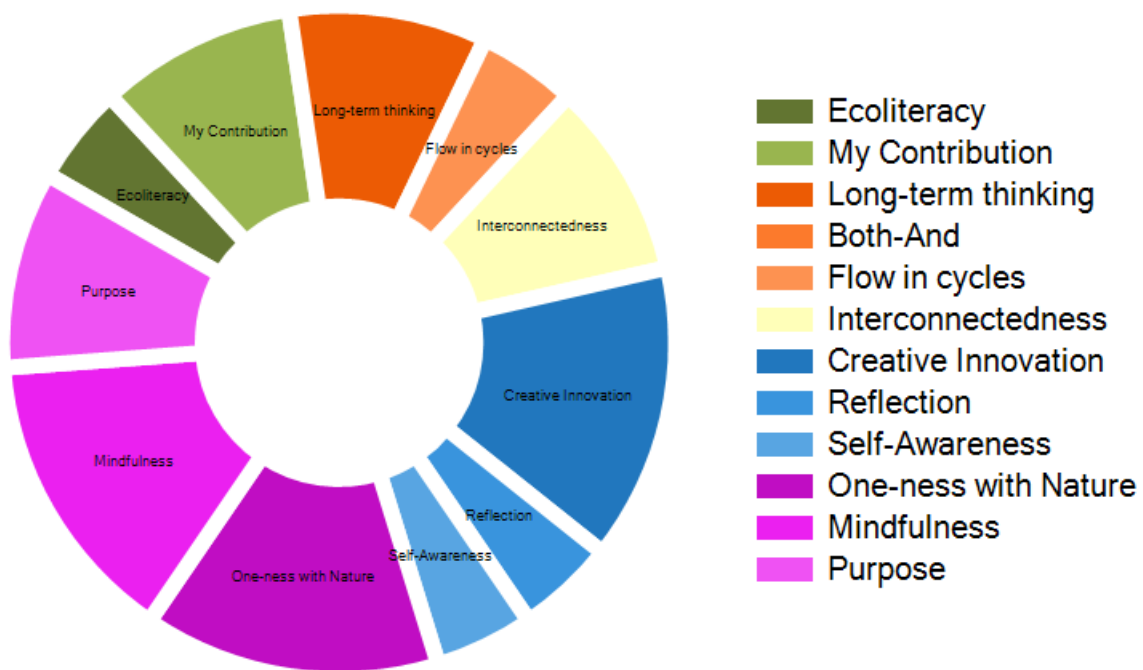 Long-term thinking
My Contribution
Flow in cycles
Ecoliteracy
Interconnectedness
Purpose
Creative Innovation
Mindfulness
Reflection
Self-Awareness
One-ness with Nature
Ecoliteracy
My Contribution
Long-term thinking
Both-And
Flow in cycles
Interconnectedness
Creative Innovation
Reflection
Self-Awareness
One-ness with Nature
Mindfulness
Purpose